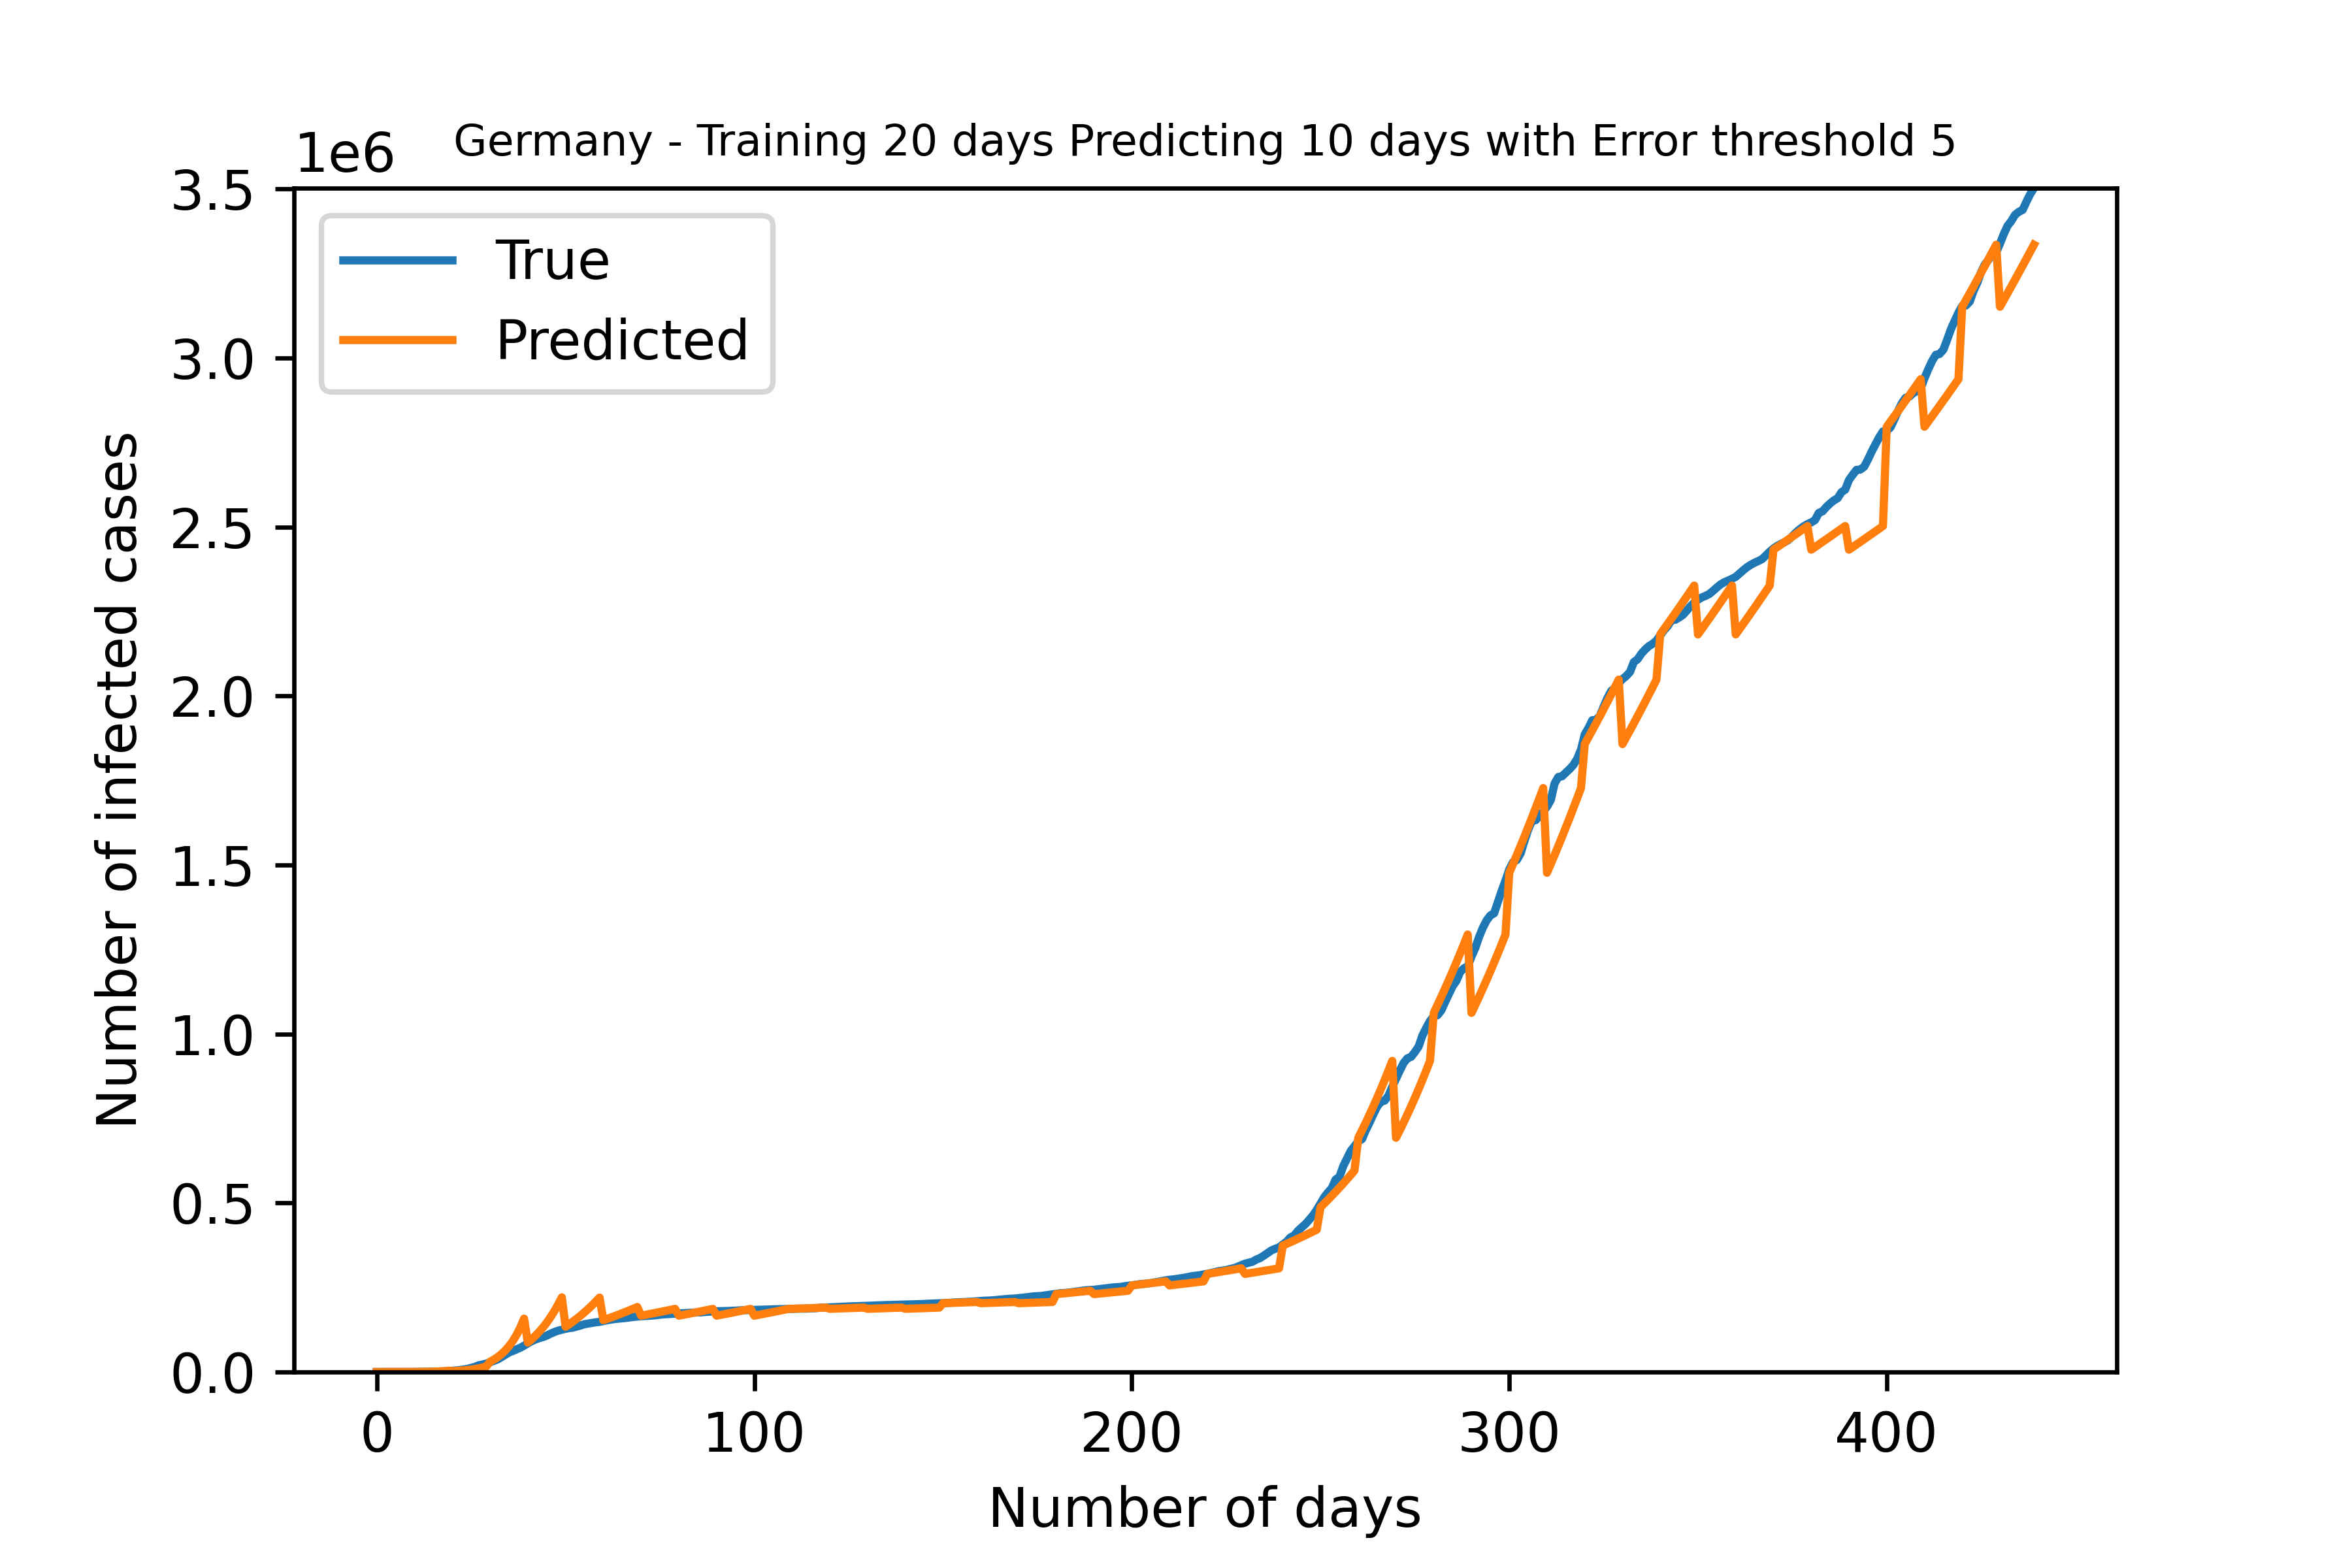 Germany - Training 20 days Predicting 10 days with Error threshold 5
1e6
3.5
3.0
2.5
2.0
1.5
1.0
0.5
0.0
Number of infected cases
True
Predicted
0 100 200 300 400
Number of days